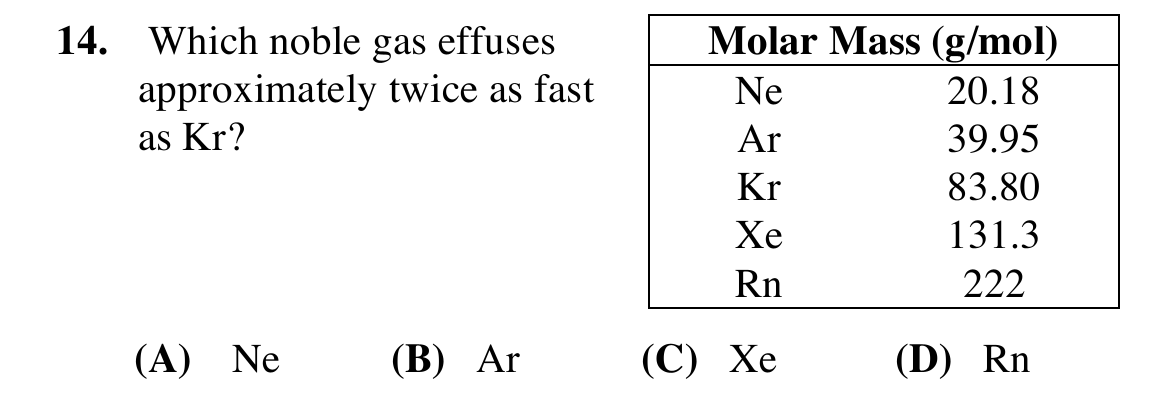 14. Which noble gas effuses
approximately twice as fast
as Kr?
Molar Mass (g/mol)
Ne 20.18
Ar 39.95
Kr 83.80
Xe 131.3
Rn 222
(A) Ne (B) Ar (C) Xe (D) Rn